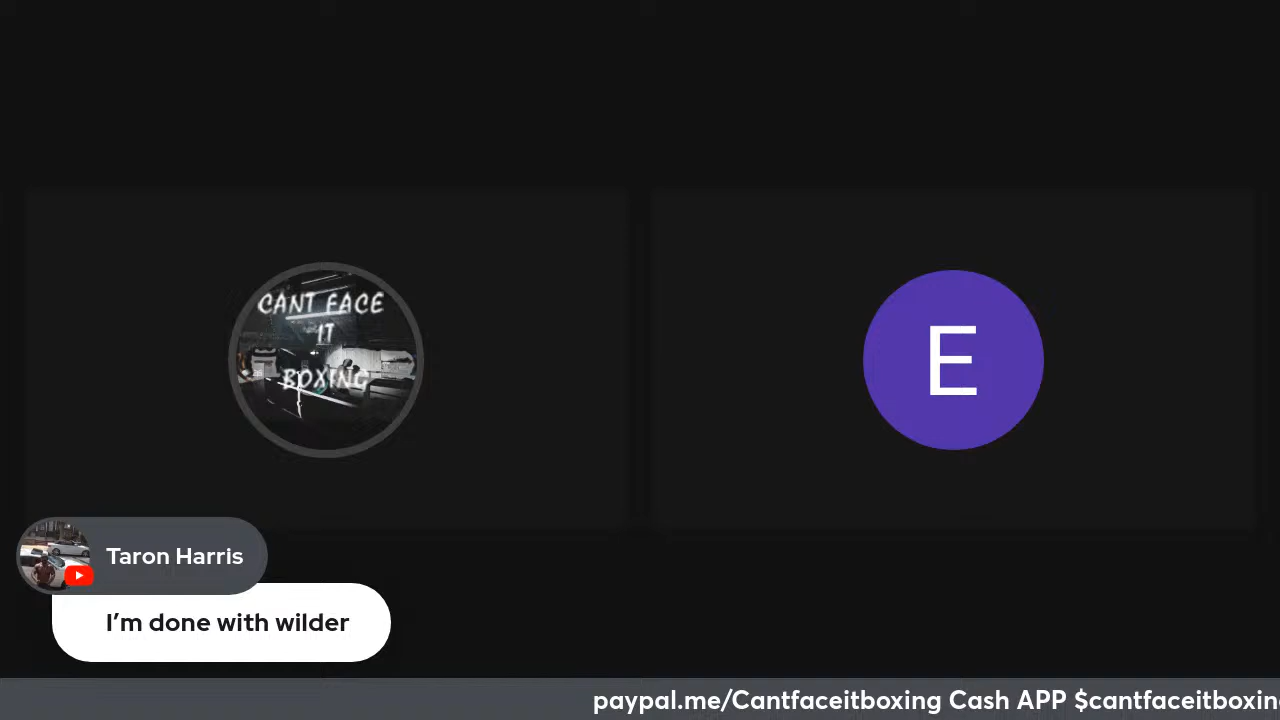 CANT FACE
IT
BOXING
E
Taron Harris
I’m done with wilder
paypal.me/Cantfaceitboxing Cash APP $cantfaceitboxin